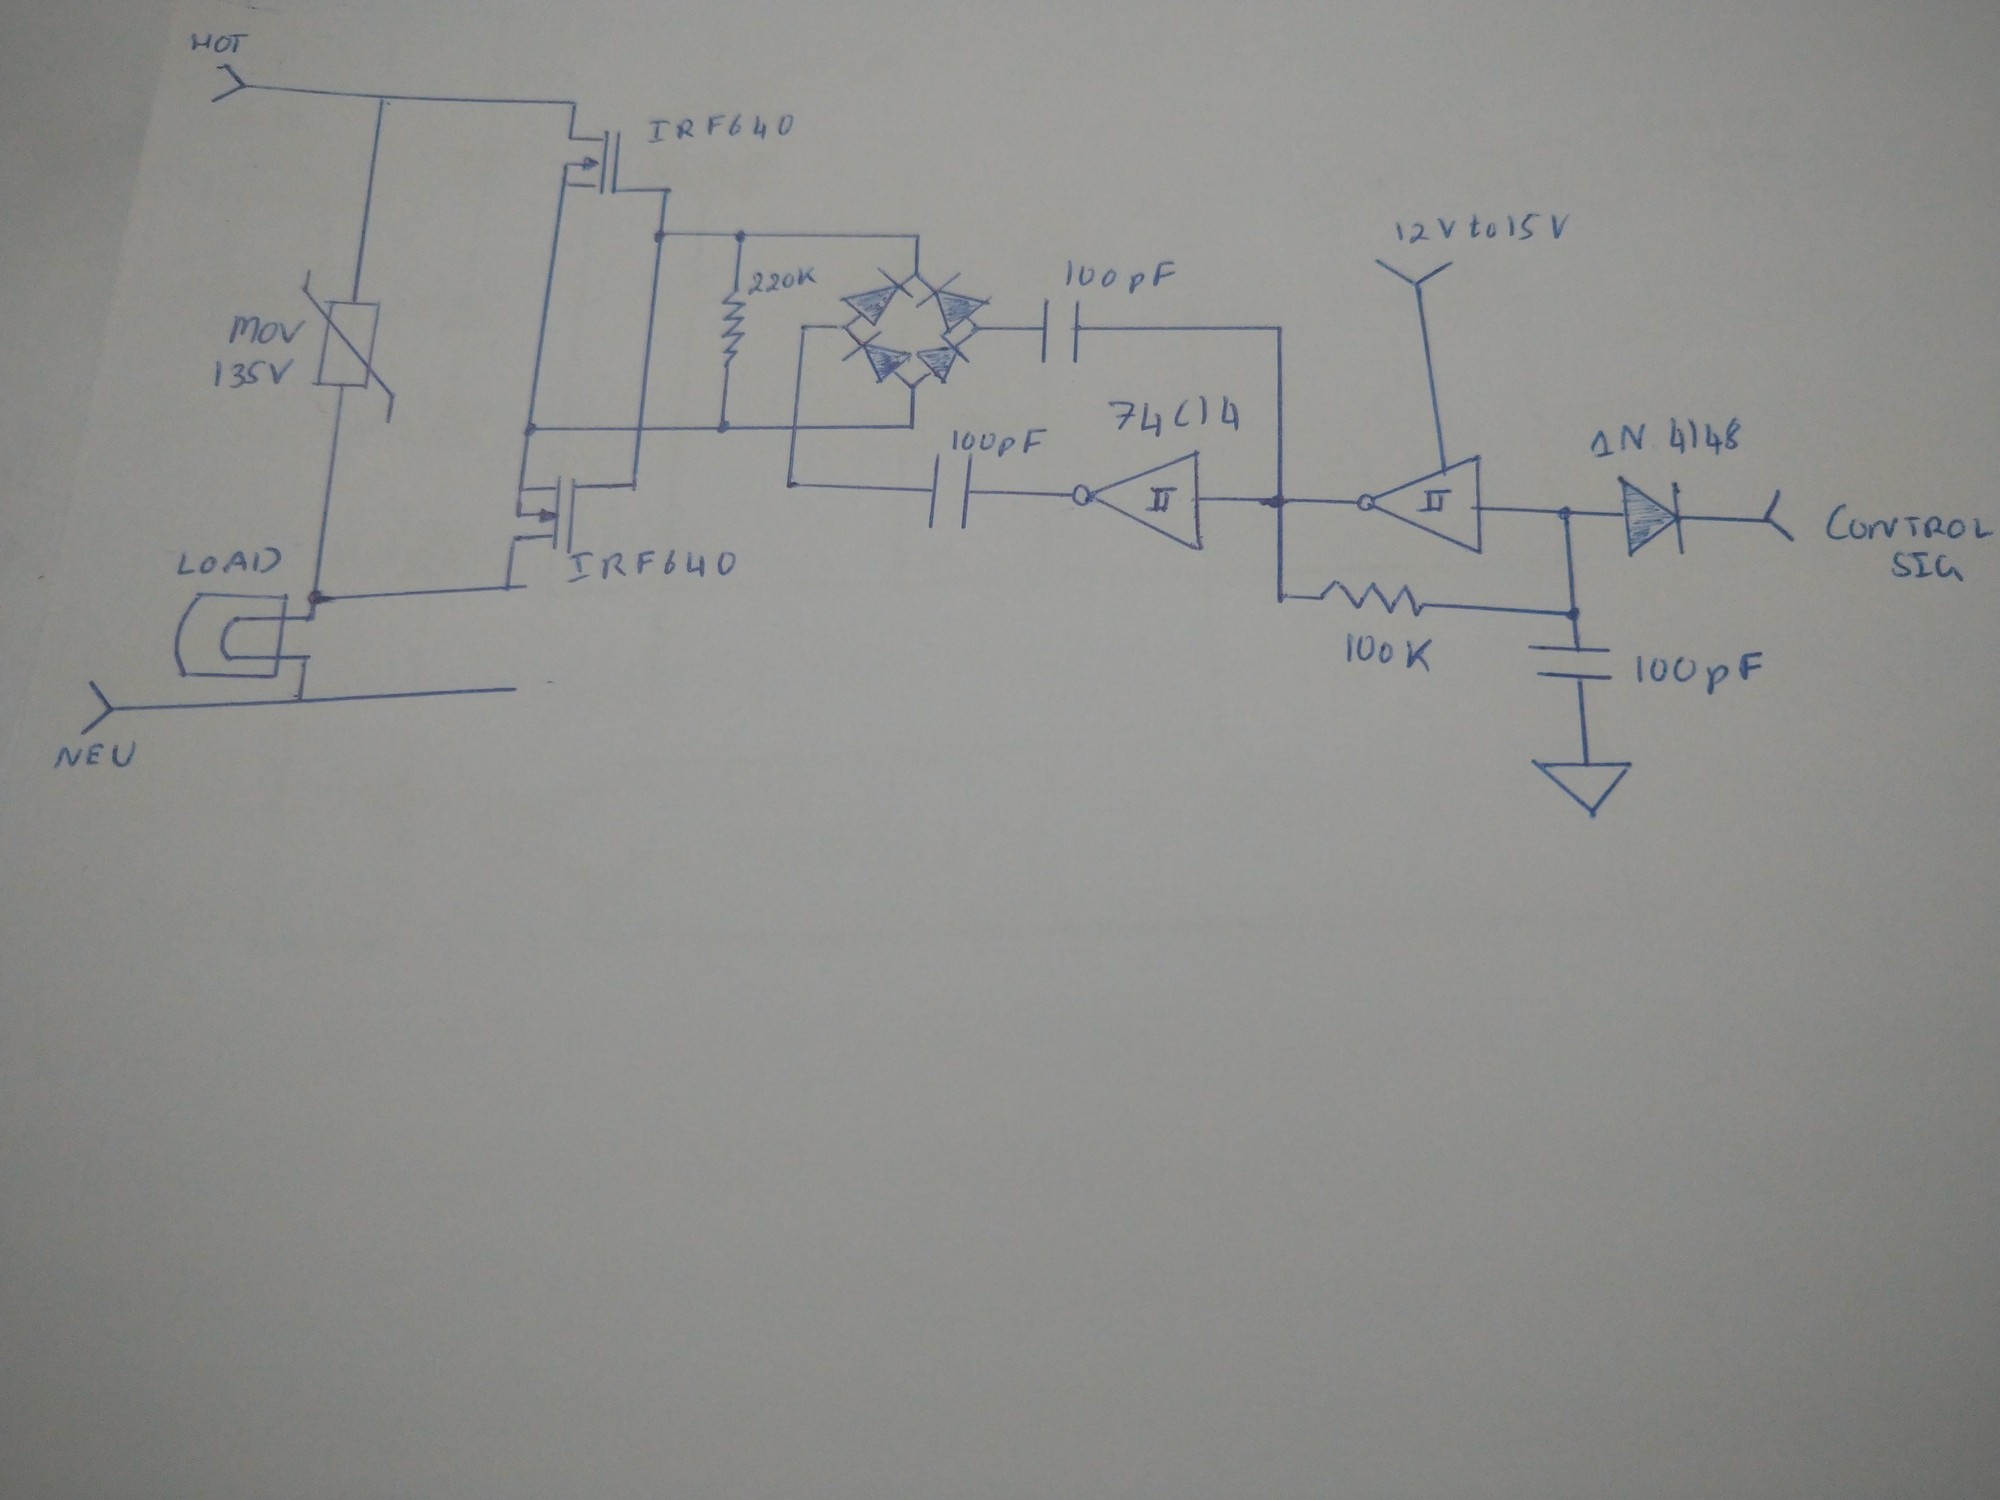 HOT
IRF640
12V to 15V
220K
100pF
MOV
135V
74C14
1N 4148
100pF
CONTROL
SIG
LOAD
IRF640
100K
100pF
NEU